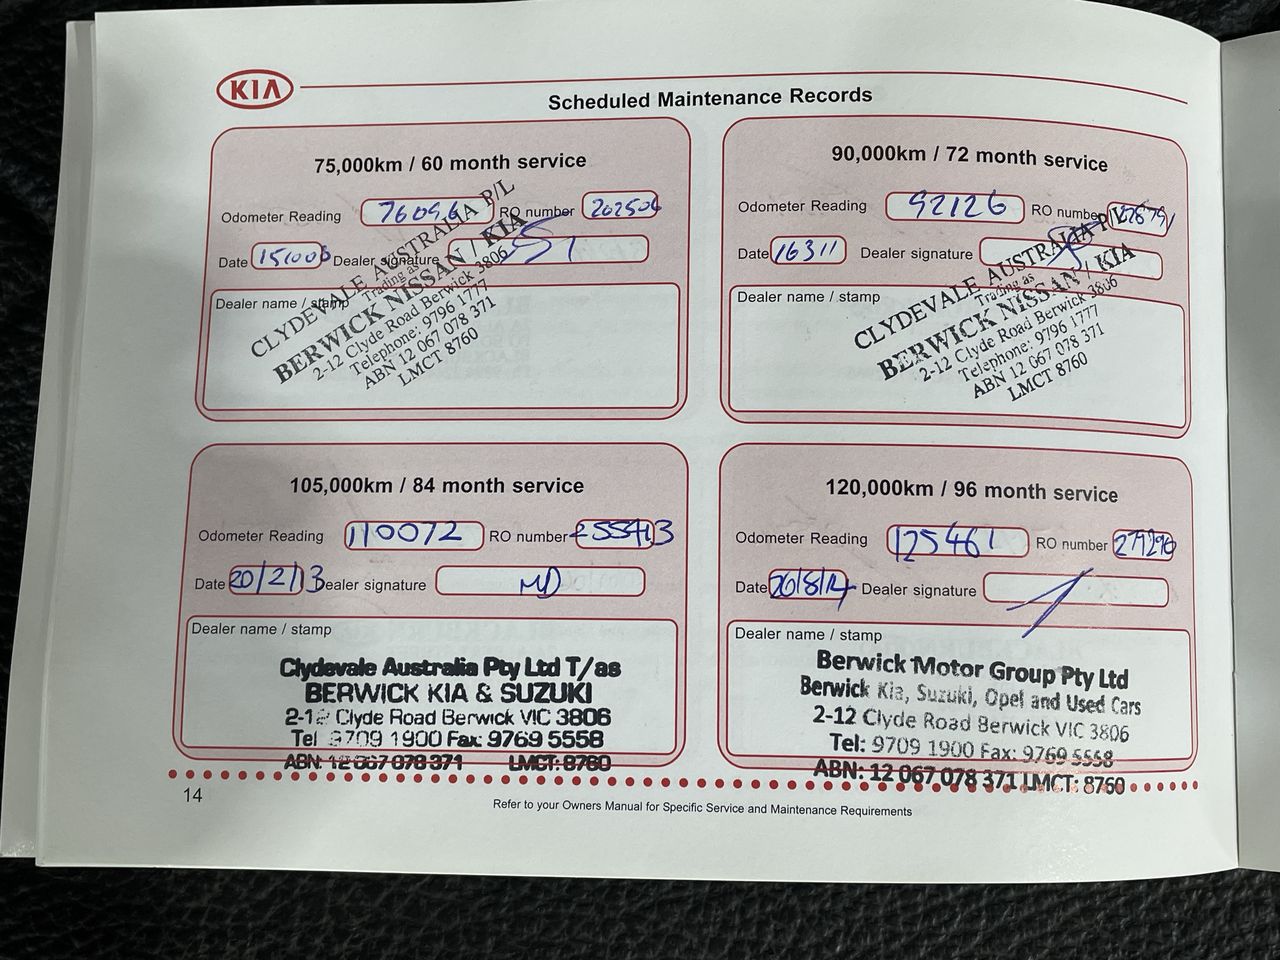 KIA
Scheduled Maintenance Records
75,000km / 60 month service
Odometer Reading 76096 RO number 202506
Date Dealer signature
Dealer name / stamp
CLYDEVALE AUSTRALIA P/L
Trading as
BERWICK NISSAN / KIA
2-12 Clyde Road Berwick 3806
Telephone: 9796 1777
ABN 12 067 078 371
LMCT 8760
90,000km / 72 month service
Odometer Reading 92126 RO number
Date 16311 Dealer signature
Dealer name / stamp
CLYDEVALE AUSTRALIA P/L
Trading as
BERWICK NISSAN / KIA
2-12 Clyde Road Berwick 3806
Telephone: 9796 1777
ABN 12 067 078 371
LMCT 8760
105,000km / 84 month service
Odometer Reading 110072 RO number 255413
Date 20/2/13 Dealer signature MD
Dealer name / stamp
Clydevale Australia Pty Ltd T/as
BERWICK KIA & SUZUKI
2-12 Clyde Road Berwick VIC 3806
Tel 9709 1900 Fax: 9769 5558
ABN: 12 067 078 371 LMCT: 8760
120,000km / 96 month service
Odometer Reading 125461 RO number 279290
Date 20/8/14 Dealer signature
Dealer name / stamp
Berwick Motor Group Pty Ltd
Berwick Kia, Suzuki, Opel and Used Cars
2-12 Clyde Road Berwick VIC 3806
Tel: 9709 1900 Fax: 9769 5558
ABN: 12 067 078 371 LMCT: 8760
14
Refer to your Owners Manual for Specific Service and Maintenance Requirements